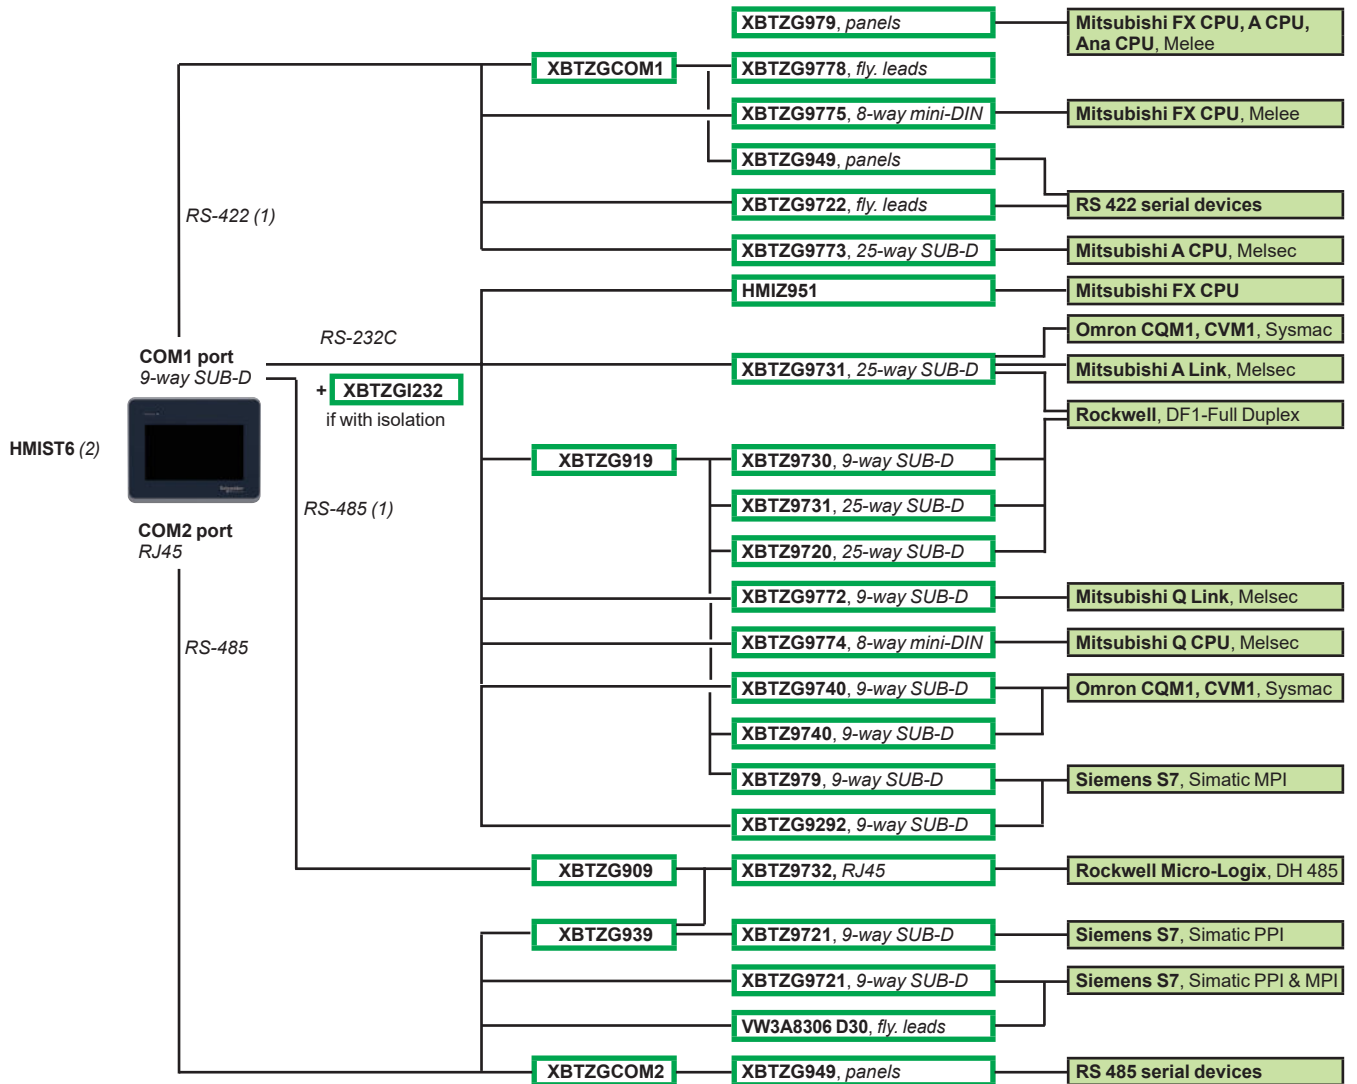 XBTZG979, panels
Mitsubishi FX CPU, A CPU,
Ana CPU, Melee
XBTZGCOM1
XBTZG9778, fly. leads
XBTZG9775, 8-way mini-DIN
Mitsubishi FX CPU, Melee
XBTZG949, panels
RS-422 (1)
XBTZG9722, fly. leads
RS 422 serial devices
XBTZG9773, 25-way SUB-D
Mitsubishi A CPU, Melsec
HMIZ951
Mitsubishi FX CPU
RS-232C
Omron CQM1, CVM1, Sysmac
COM1 port
9-way SUB-D
XBTZG9731, 25-way SUB-D
Mitsubishi A Link, Melsec
+ XBTZGI232
if with isolation
Rockwell, DF1-Full Duplex
HMIST6 (2)
XBTZG919
XBTZ9730, 9-way SUB-D
Schneider
RS-485 (1)
XBTZ9731, 25-way SUB-D
COM2 port
RJ45
XBTZ9720, 25-way SUB-D
XBTZG9772, 9-way SUB-D
Mitsubishi Q Link, Melsec
RS-485
XBTZG9774, 8-way mini-DIN
Mitsubishi Q CPU, Melsec
XBTZG9740, 9-way SUB-D
Omron CQM1, CVM1, Sysmac
XBTZ9740, 9-way SUB-D
XBTZ979, 9-way SUB-D
Siemens S7, Simatic MPI
XBTZG9292, 9-way SUB-D
XBTZG909
XBTZ9732, RJ45
Rockwell Micro-Logix, DH 485
XBTZG939
XBTZ9721, 9-way SUB-D
Siemens S7, Simatic PPI
XBTZG9721, 9-way SUB-D
Siemens S7, Simatic PPI & MPI
VW3A8306 D30, fly. leads
XBTZGCOM2
XBTZG949, panels
RS 485 serial devices